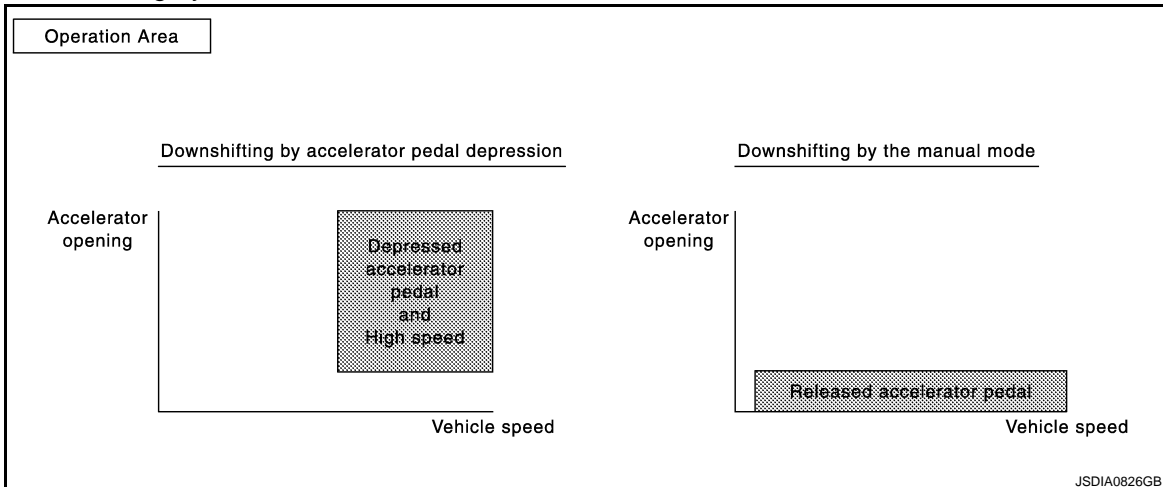 Operation Area
Downshifting by accelerator pedal depression
Accelerator
opening
Depressed
accelerator
pedal
and
High speed
Vehicle speed
Downshifting by the manual mode
Accelerator
opening
Released accelerator pedal
Vehicle speed
JSDIA0826GB